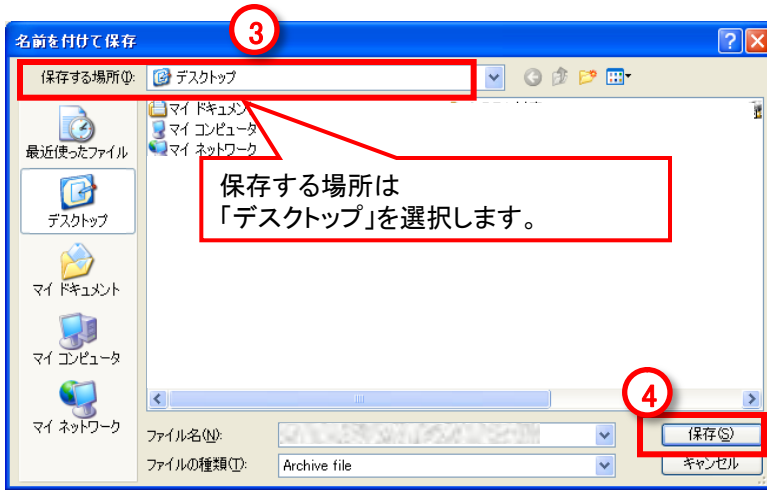 ③
名前を付けて保存
保存する場所(I):
デスクトップ
マイ ドキュメン
マイ コンピュータ
マイ ネットワーク
最近使ったファイル
デスクトップ
マイ ドキュメント
マイ コンピュータ
マイ ネットワーク
保存する場所は
「デスクトップ」を選択します。
④
ファイル名(N):
保存(S)
ファイルの種類(T):
Archive file
キャンセル